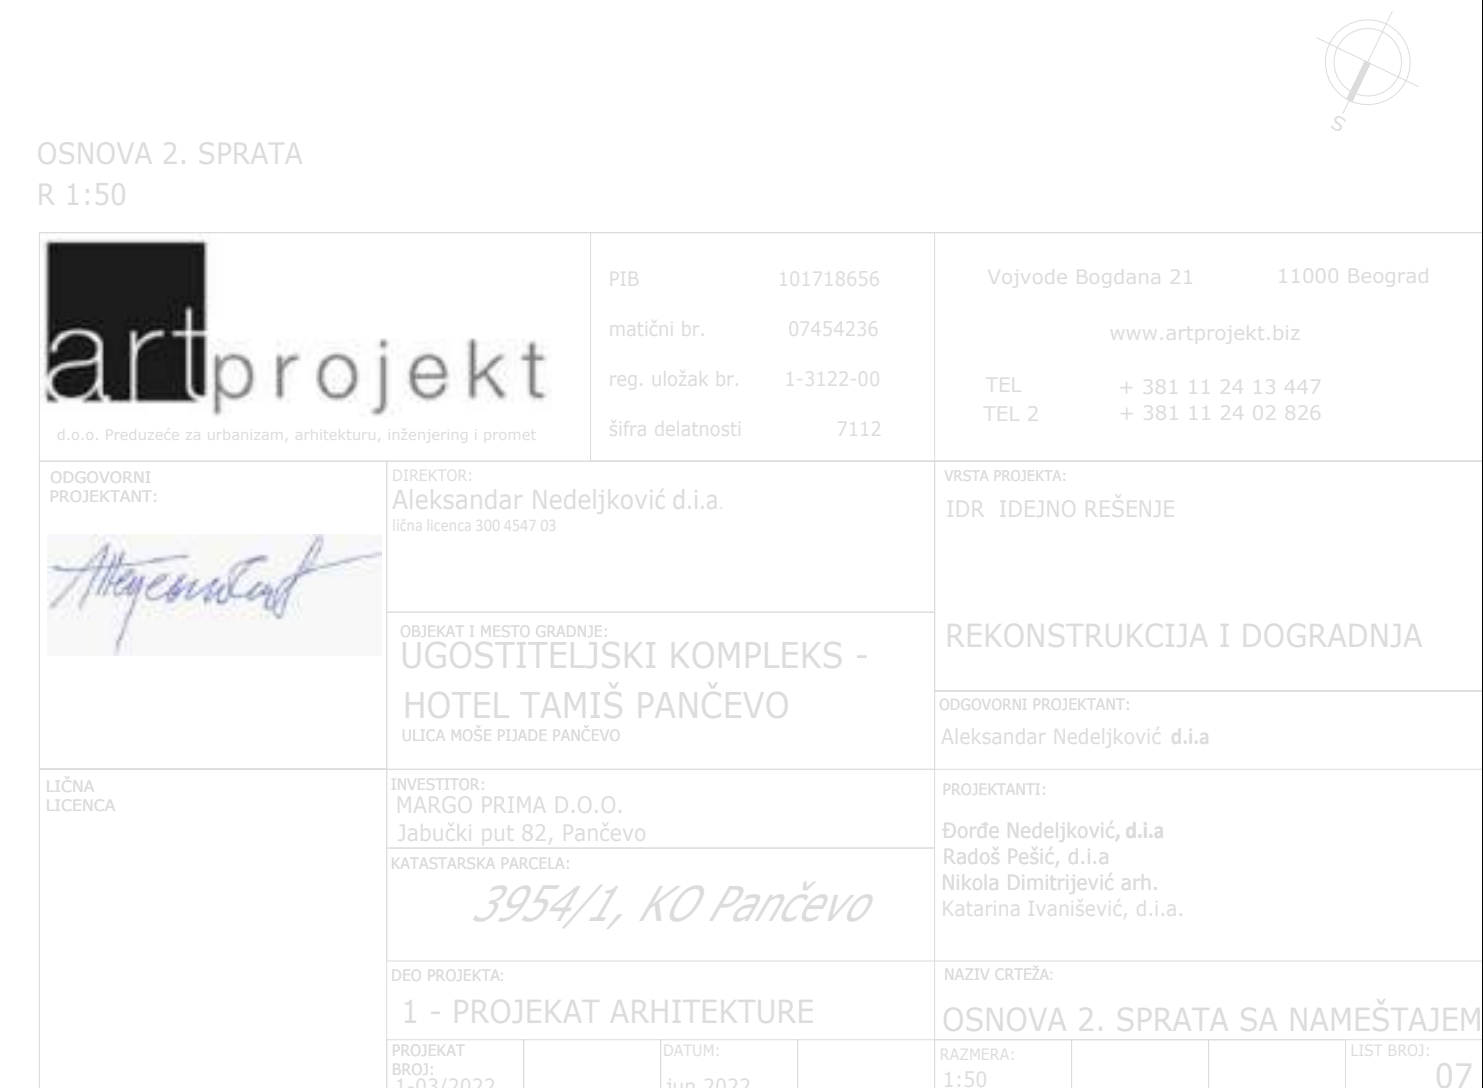 S
OSNOVA 2. SPRATA
R 1:50
artprojekt
d.o.o. Preduzeće za urbanizam, arhitekturu, inženjering i promet
PIB 101718656
matični br. 07454236
reg. uložak br. 1-3122-00
šifra delatnosti 7112
Vojvode Bogdana 21 11000 Beograd
www.artprojekt.biz
TEL + 381 11 24 13 447
TEL 2 + 381 11 24 02 826
ODGOVORNI
PROJEKTANT:
DIREKTOR:
Aleksandar Nedeljković d.i.a.
lična licenca 300 4547 03
VRSTA PROJEKTA:
IDR IDEJNO REŠENJE
REKONSTRUKCIJA I DOGRADNJA
OBJEKAT I MESTO GRADNJE:
UGOSTITELJSKI KOMPLEKS -
HOTEL TAMIŠ PANČEVO
ULICA MOŠE PIJADE PANČEVO
ODGOVORNI PROJEKTANT:
Aleksandar Nedeljković d.i.a
LIČNA
LICENCA
INVESTITOR:
MARGO PRIMA D.O.O.
Jabučki put 82, Pančevo
KATASTARSKA PARCELA:
3954/1, KO Pančevo
PROJEKTANTI:
Đorđe Nedeljković, d.i.a
Radoš Pešić, d.i.a
Nikola Dimitrijević arh.
Katarina Ivanišević, d.i.a.
DEO PROJEKTA:
1 - PROJEKAT ARHITEKTURE
NAZIV CRTEŽA:
OSNOVA 2. SPRATA SA NAMEŠTAJEM
PROJEKAT
BROJ:
1-03/2022
DATUM:
jun 2022
RAZMERA:
1:50
LIST BROJ:
07